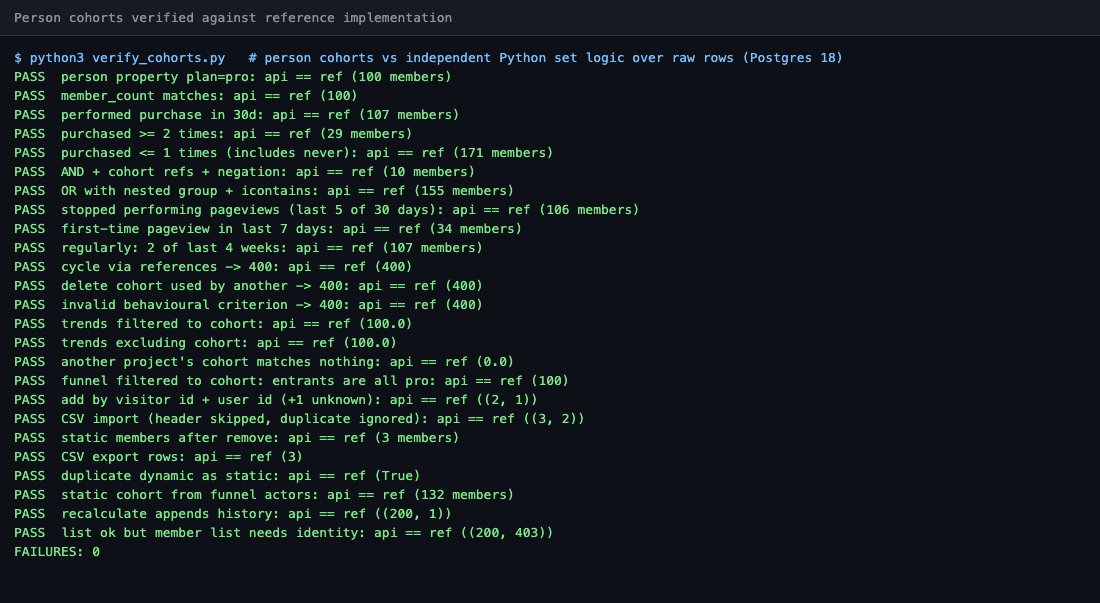 Person cohorts verified against reference implementation
$ python3 verify_cohorts.py   # person cohorts vs independent Python set logic over raw rows (Postgres 18)
PASS  person property plan=pro: api == ref (100 members)
PASS  member_count matches: api == ref (100)
PASS  performed purchase in 30d: api == ref (107 members)
PASS  purchased >= 2 times: api == ref (29 members)
PASS  purchased <= 1 times (includes never): api == ref (171 members)
PASS  AND + cohort refs + negation: api == ref (10 members)
PASS  OR with nested group + icontains: api == ref (155 members)
PASS  stopped performing pageviews (last 5 of 30 days): api == ref (106 members)
PASS  first-time pageview in last 7 days: api == ref (34 members)
PASS  regularly: 2 of last 4 weeks: api == ref (107 members)
PASS  cycle via references -> 400: api == ref (400)
PASS  delete cohort used by another -> 400: api == ref (400)
PASS  invalid behavioural criterion -> 400: api == ref (400)
PASS  trends filtered to cohort: api == ref (100.0)
PASS  trends excluding cohort: api == ref (100.0)
PASS  another project's cohort matches nothing: api == ref (0.0)
PASS  funnel filtered to cohort: entrants are all pro: api == ref (100)
PASS  add by visitor id + user id (+1 unknown): api == ref ((2, 1))
PASS  CSV import (header skipped, duplicate ignored): api == ref ((3, 2))
PASS  static members after remove: api == ref (3 members)
PASS  CSV export rows: api == ref (3)
PASS  duplicate dynamic as static: api == ref (True)
PASS  static cohort from funnel actors: api == ref (132 members)
PASS  recalculate appends history: api == ref ((200, 1))
PASS  list ok but member list needs identity: api == ref ((200, 403))
FAILURES: 0